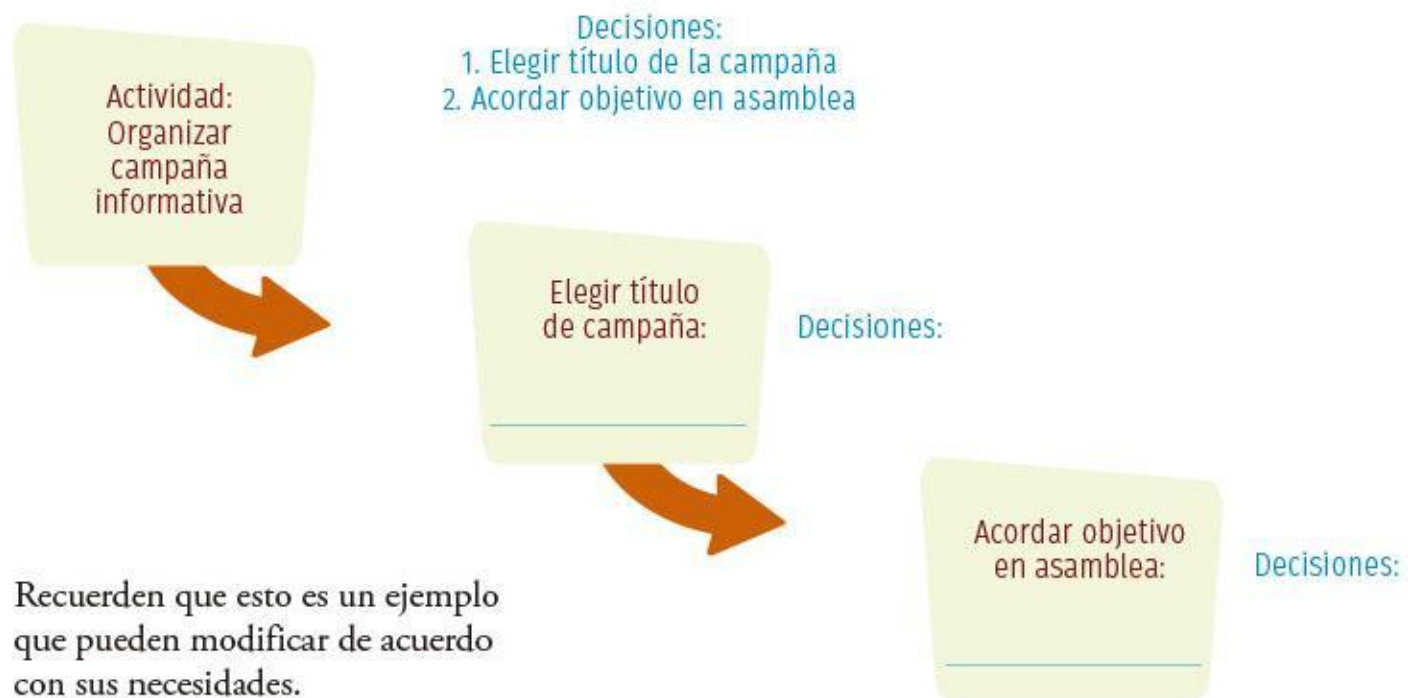 Decisiones:
1. Elegir título de la campaña
2. Acordar objetivo en asamblea
Actividad:
Organizar
campaña
informativa
Elegir título
de campaña:
Decisiones:
Acordar objetivo
en asamblea:
Decisiones:
Recuerden que esto es un ejemplo
que pueden modificar de acuerdo
con sus necesidades.